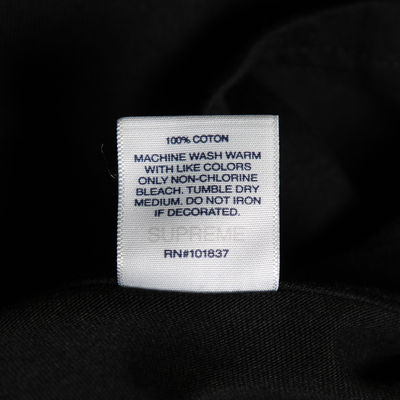 100% COTON
MACHINE WASH WARM
WITH LIKE COLORS
ONLY NON-CHLORINE
BLEACH. TUMBLE DRY
MEDIUM. DO NOT IRON
IF DECORATED.
SUPREME
RN#101837